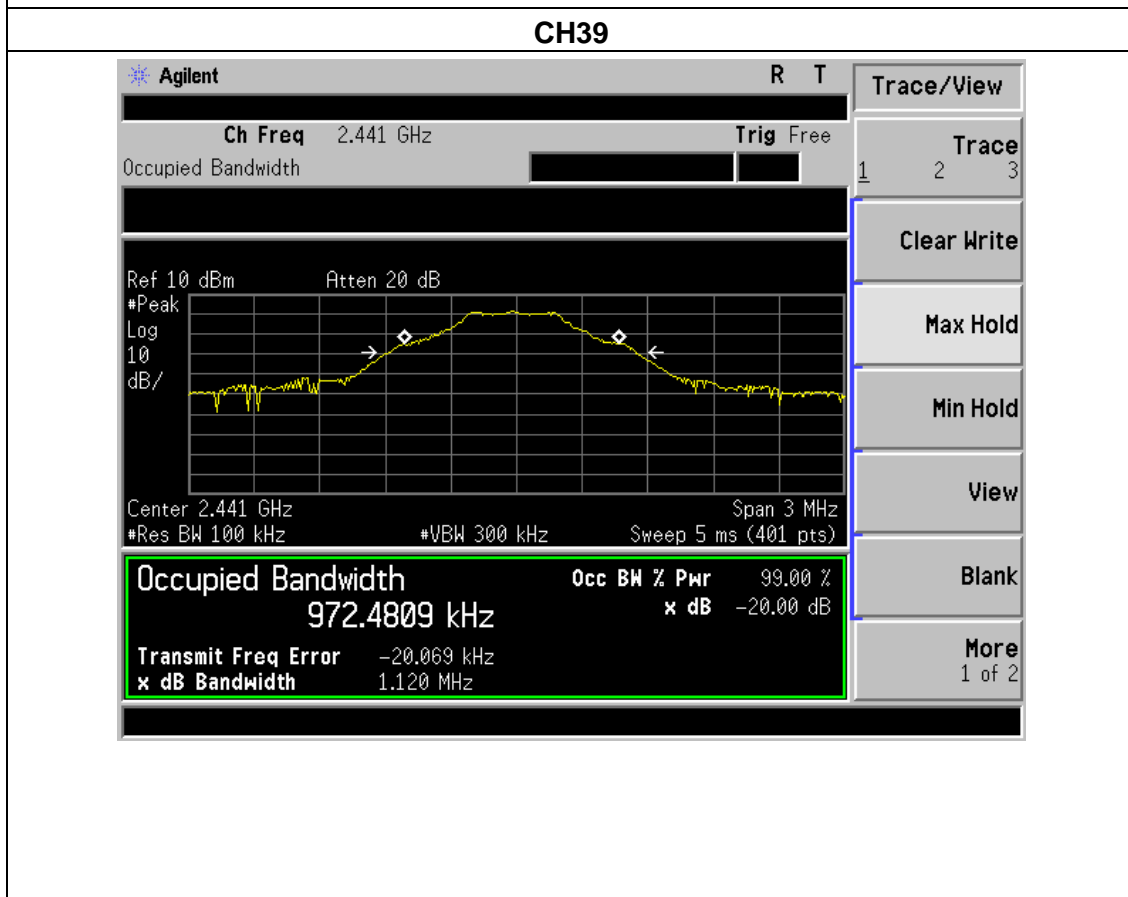 CH39
Agilent R T
Trace/View
Ch Freq 2.441 GHz Trig Free
Occupied Bandwidth
Trace
1 2 3
Clear Write
Ref 10 dBm Atten 20 dB
#Peak
Log
10
dB/
Max Hold
Min Hold
View
Center 2.441 GHz Span 3 MHz
#Res BW 100 kHz #VBW 300 kHz Sweep 5 ms (401 pts)
Occupied Bandwidth
972.4809 kHz
Occ BW % Pwr 99.00 %
x dB -20.00 dB
Blank
Transmit Freq Error -20.069 kHz
x dB Bandwidth 1.120 MHz
More
1 of 2